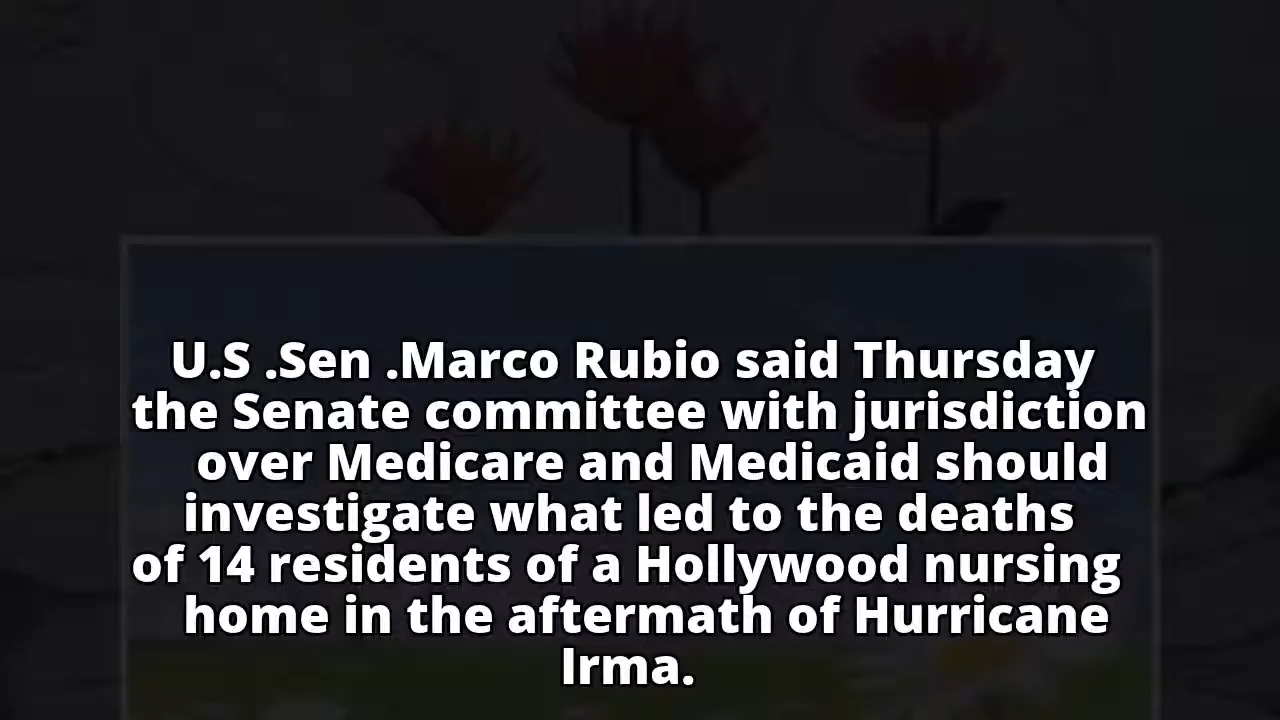 U.S .Sen .Marco Rubio said Thursday
the Senate committee with jurisdiction
over Medicare and Medicaid should
investigate what led to the deaths
of 14 residents of a Hollywood nursing
home in the aftermath of Hurricane
Irma.